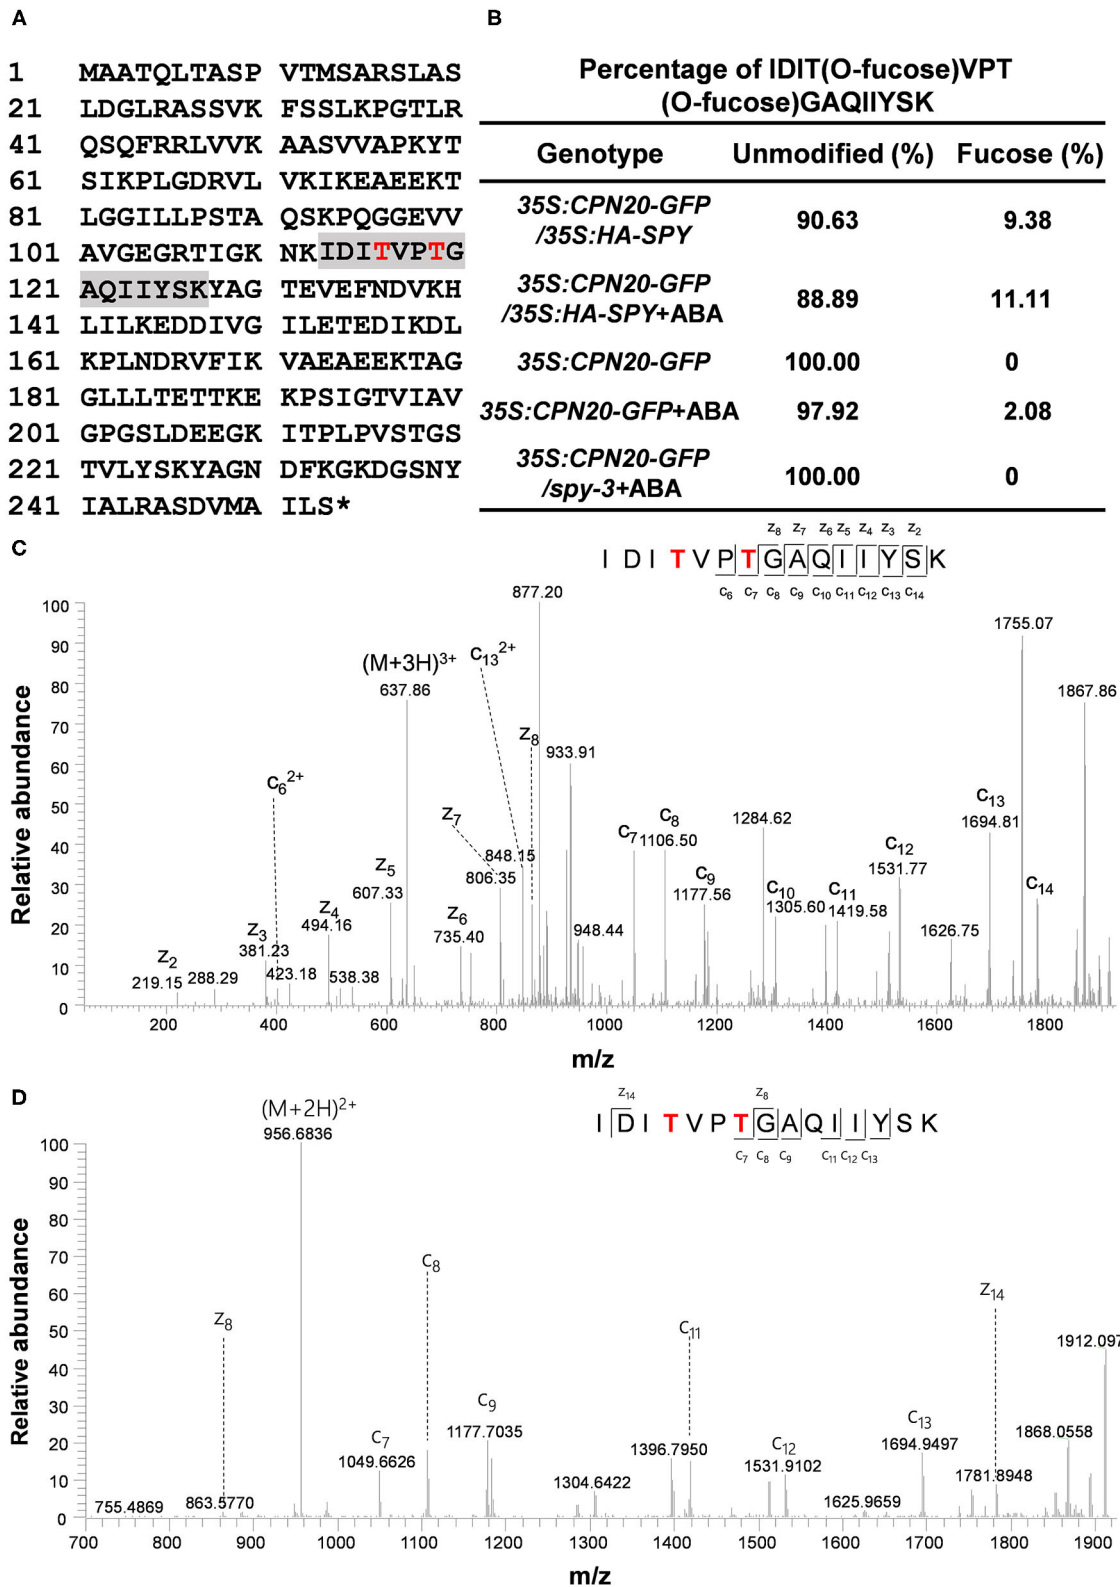 A
1 MAATQLTASP VTMSARSLAS
21 LDGLRASSVK FSSLKPGTLR
41 QSQFRRLVVK AASVVAPKYT
61 SIKPLGDRVL VKIKEAEEKT
81 LGGILLPSTA QSKPQGGEVV
101 AVGEGRTIGK NKIDITVPTG
121 AQIIYSKYAG TEVEFNDVKH
141 LILKEDDIVG ILETEDIKDL
161 KPLNDRVFIK VAEAEEKTAG
181 GLLLTETTKE KPSIGTVIAV
201 GPGSLDEEGK ITPLPVSTGS
221 TVLYSKYAGN DFKGKDGSNY
241 IALRASDVMA ILS*
B
Percentage of IDIT(O-fucose)VPT
(O-fucose)GAQIIYSK
Genotype Unmodified (%) Fucose (%)
35S:CPN20-GFP
/35S:HA-SPY 90.63 9.38
35S:CPN20-GFP
/35S:HA-SPY+ABA 88.89 11.11
35S:CPN20-GFP 100.00 0
35S:CPN20-GFP+ABA 97.92 2.08
35S:CPN20-GFP
/spy-3+ABA 100.00 0
C
z8 z7 z6 z5 z4 z3 z2
I D I T V P T G A Q I I Y S K
c6 c7 c8 c9 c10 c11 c12 c13 c14
Relative abundance
100
90
80
70
60
50
40
30
20
10
0
877.20
1755.07
(M+3H)3+
637.86
c13 2+
1867.86
z8
933.91
c6 2+
z7
848.15
806.35
z5
607.33
z4
494.16
z3
381.23
z2
219.15
288.29
423.18
538.38
z6
735.40
948.44
c7
c8
1106.50
c9
1177.56
1284.62
c10
1305.60
c11
1419.58
c12
1531.77
1626.75
c13
1694.81
c14
200 400 600 800 1000 1200 1400 1600 1800
m/z
D
z14 z8
I D I T V P T G A Q I I Y S K
c7 c8 c9 c11 c12 c13
Relative abundance
100
90
80
70
60
50
40
30
20
10
0
(M+2H)2+
956.6836
z8
755.4869
863.5770
c7
1049.6626
c8
c9
1177.7035
1304.6422
1396.7950
c11
c12
1531.9102
1625.9659
c13
1694.9497
z14
1781.8948
1868.0558
1912.097
700 800 900 1000 1100 1200 1300 1400 1500 1600 1700 1800 1900
m/z